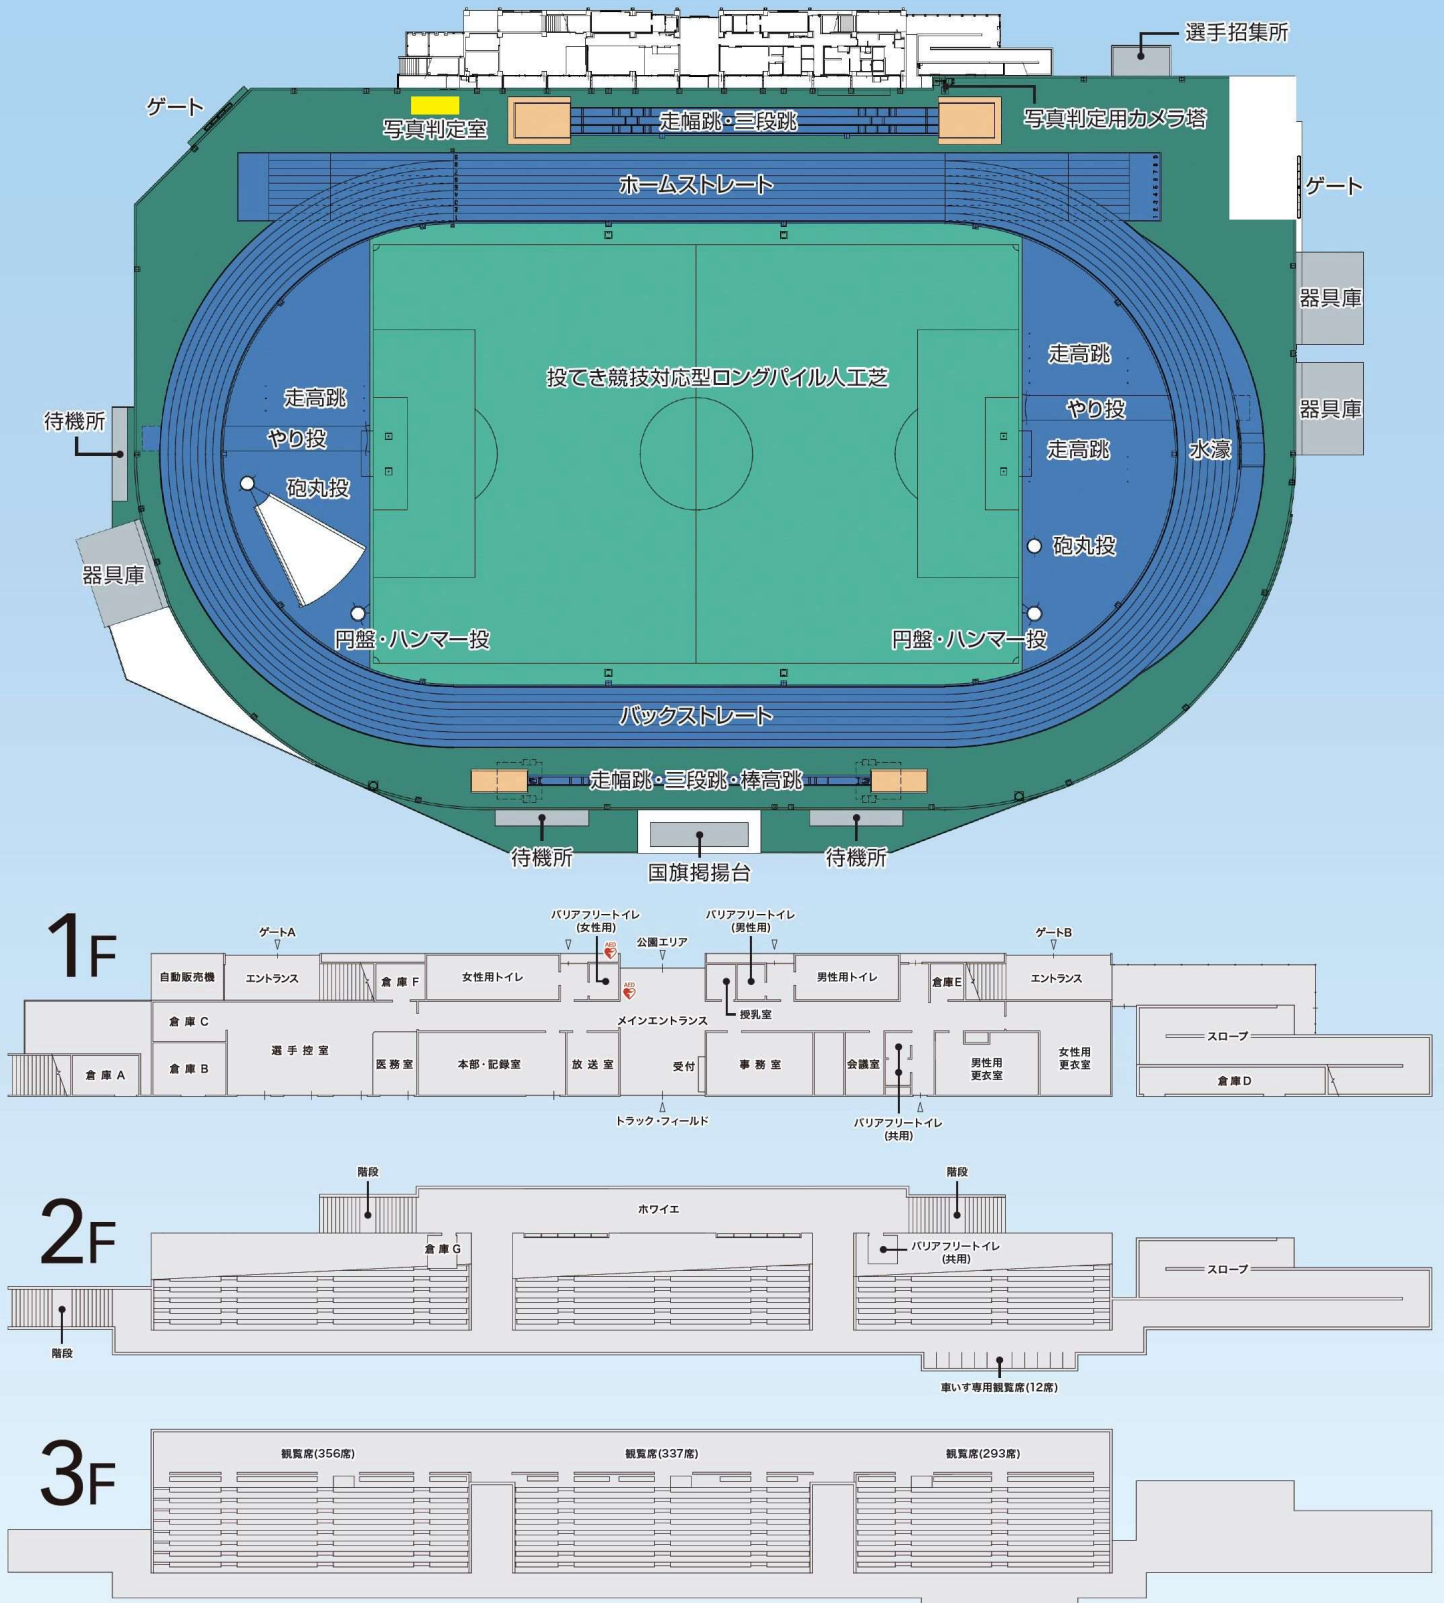 選手招集所
ゲート
写真判定室
走幅跳・三段跳
写真判定用カメラ塔
ホームストレート
ゲート
器具庫
走高跳
投てき競技対応型ロングパイル人工芝
走高跳
やり投
器具庫
待機所
やり投
走高跳
水濠
砲丸投
砲丸投
器具庫
円盤・ハンマー投
円盤・ハンマー投
バックストレート
走幅跳・三段跳・棒高跳
待機所
待機所
国旗掲揚台
1F
ゲートA
バリアフリートイレ
(女性用)
AED
公園エリア
バリアフリートイレ
(男性用)
ゲートB
自動販売機
エントランス
倉庫F
女性用トイレ
AED
男性用トイレ
倉庫E
エントランス
授乳室
倉庫C
メインエントランス
選手控室
スロープ
倉庫A
倉庫B
医務室
本部・記録室
放送室
受付
事務室
会議室
男性用
更衣室
女性用
更衣室
倉庫D
トラック・フィールド
バリアフリートイレ
(共用)
2F
階段
階段
ホワイエ
倉庫G
バリアフリートイレ
(共用)
スロープ
階段
車いす専用観覧席(12席)
3F
観覧席(356席)
観覧席(337席)
観覧席(293席)